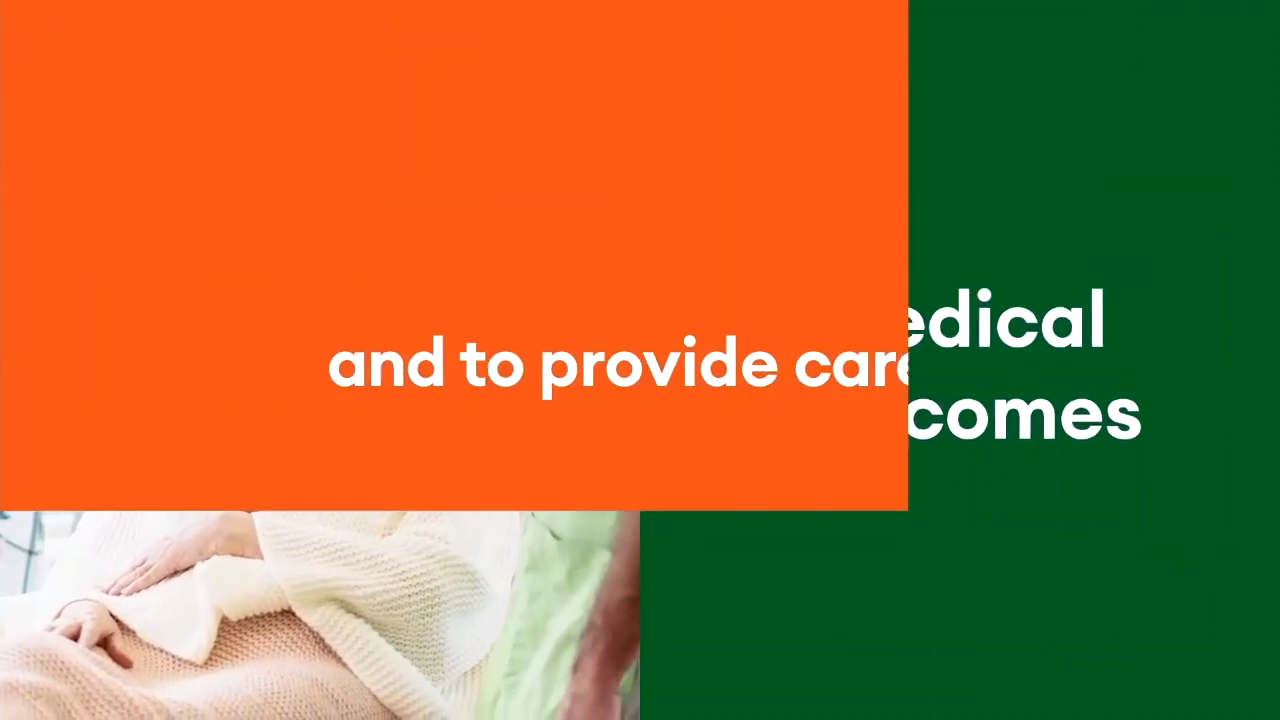 and to provide care
edical
comes